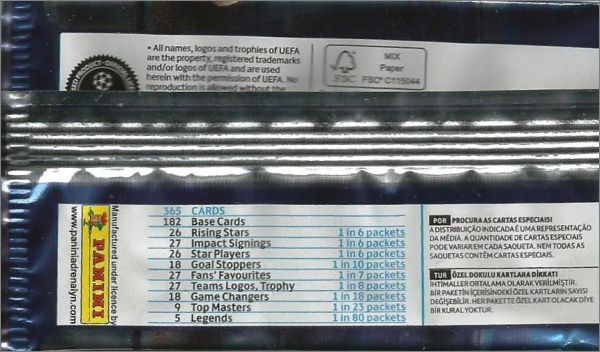 • All names, logos and trophies of UEFA
are the property, registered trademarks
and/or logos of UEFA and are used
herein with the permission of UEFA. No
reproduction is allowed without the
MIX
Paper
FSC
FSC® C115044
www.paniniadrenalyn.com
PANINI
Manufactured under licence by
365 CARDS
182 Base Cards
26 Rising Stars 1 in 6 packets
27 Impact Signings 1 in 6 packets
26 Star Players 1 in 6 packets
18 Goal Stoppers 1 in 10 packets
27 Fans' Favourites 1 in 7 packets
27 Teams Logos, Trophy 1 in 8 packets
18 Game Changers 1 in 18 packets
9 Top Masters 1 in 23 packets
5 Legends 1 in 80 packets
POR PROCURA AS CARTAS ESPECIAIS!
A DISTRIBUIÇÃO INDICADA É UMA REPRESENTAÇÃO
DA MÉDIA. A QUANTIDADE DE CARTAS ESPECIAIS
PODE VARIAR EM CADA SAQUETA. NEM TODAS AS
SAQUETAS CONTÊM CARTAS ESPECIAIS.
TUR ÖZEL DOKULU KARTLARA DİKKAT!
İHTİMALLER ORTALAMA OLARAK VERİLMİŞTİR.
BİR PAKETİN İÇERİSİNDEKİ ÖZEL KARTLARIN SAYISI
DEĞİŞEBİLİR. HER PAKETTE ÖZEL KART OLACAK DİYE
BİR KURAL YOKTUR.